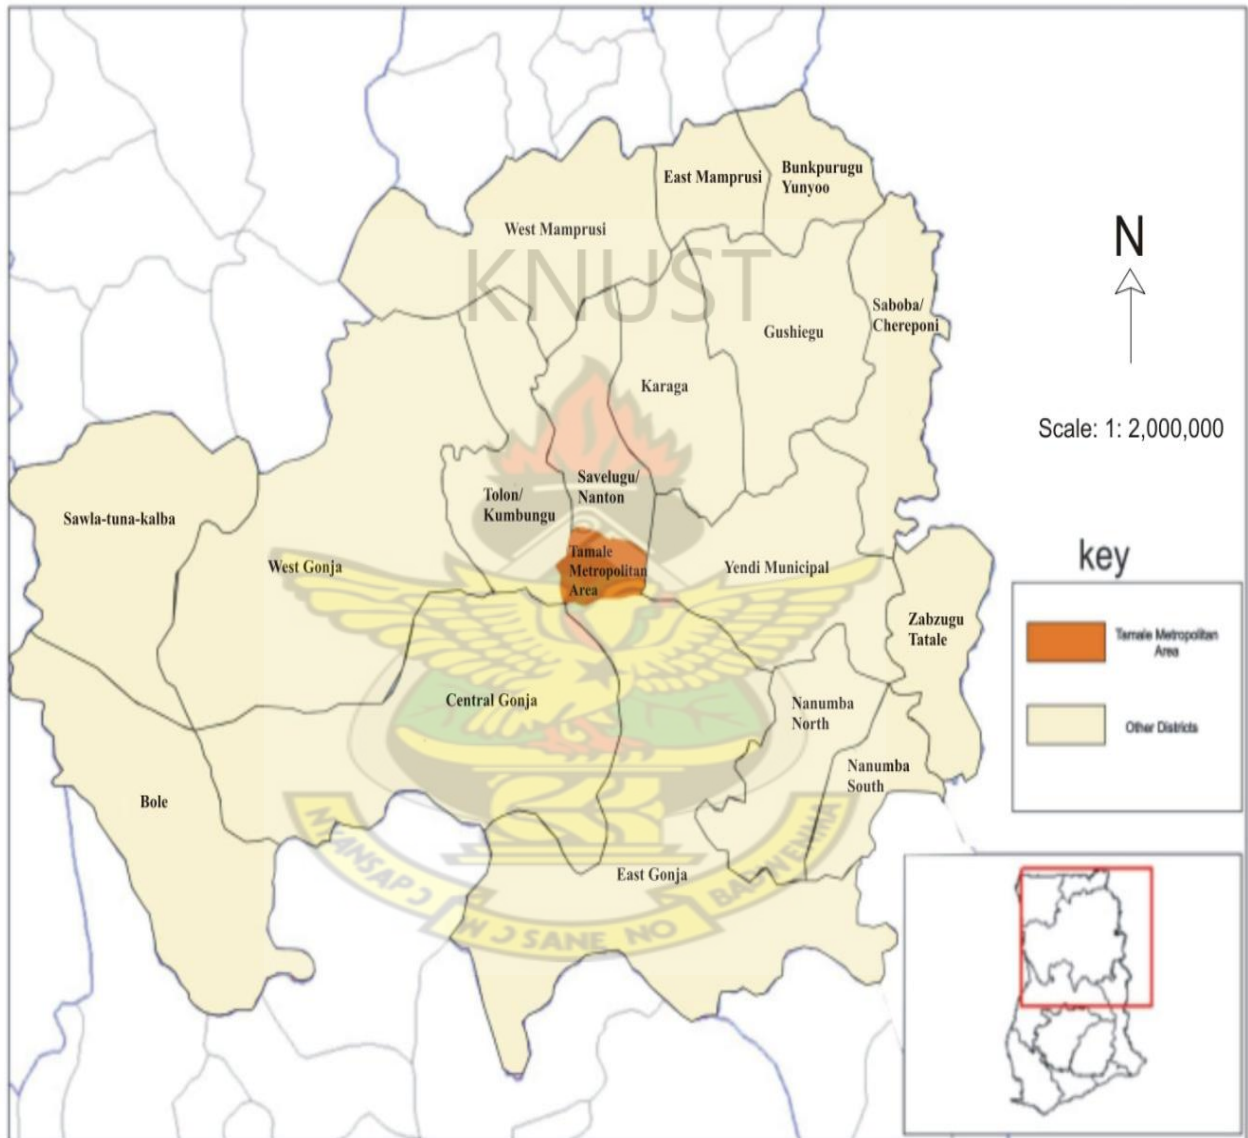 East Mamprusi
Bunkpurugu
Yunyoo
West Mamprusi
N
KNUST
Saboba/
Chereponi
Gushiegu
Karaga
Scale: 1: 2,000,000
Savelugu/
Nanton
Tolon/
Kumbungu
Sawla-tuna-kalba
Tamale
Metropolitan
Area
West Gonja
Yendi Municipal
key
Zabzugu
Tatale
Tamale Metropolitan
Area
Central Gonja
Nanumba
North
Other Districts
Nanumba
South
Bole
East Gonja
NYANSAPƆ WƆSANE NO BADWENMA